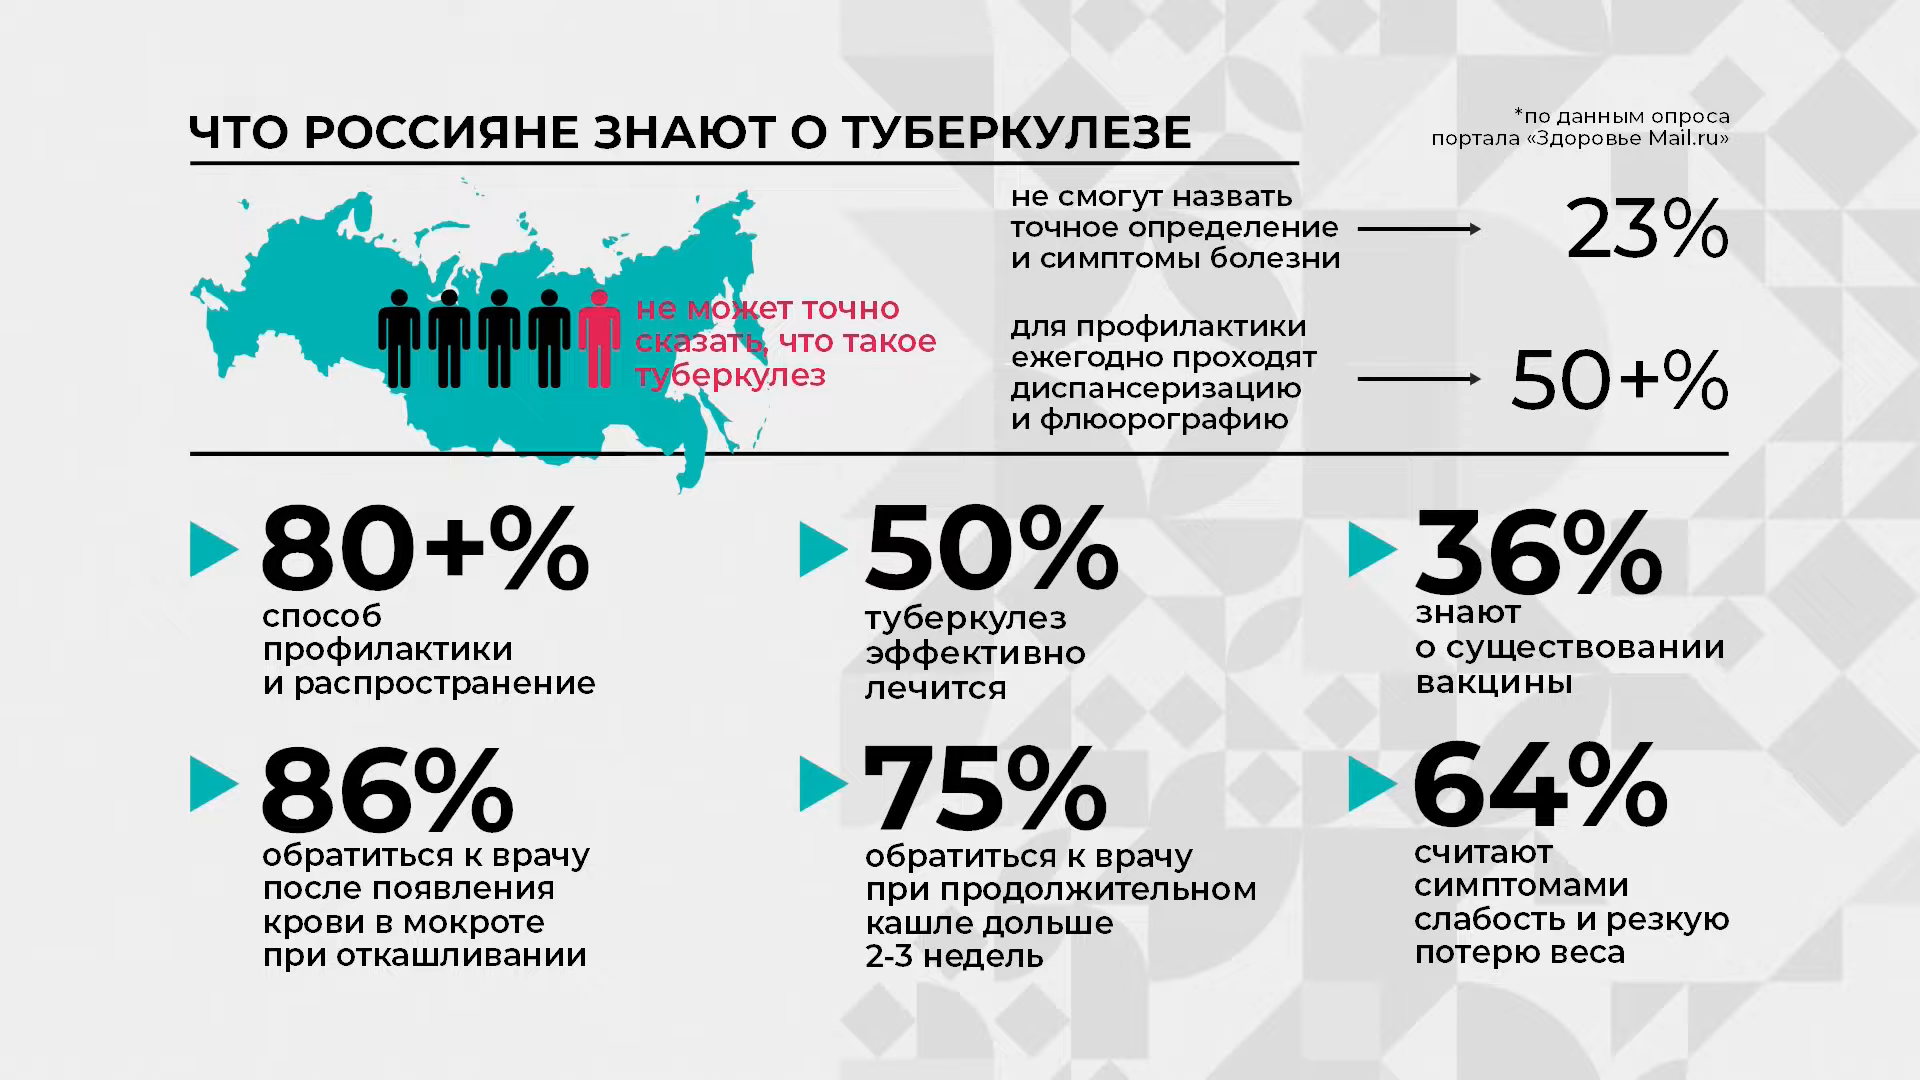 ЧТО РОССИЯНЕ ЗНАЮТ О ТУБЕРКУЛЕЗЕ
*по данным опроса
портала «Здоровье Mail.ru»
не может точно
сказать, что такое
туберкулез
не смогут назвать
точное определение
и симптомы болезни
23%
для профилактики
ежегодно проходят
диспансеризацию
и флюорографию
50+%
80+%
способ
профилактики
и распространение
50%
туберкулез
эффективно
лечится
36%
знают
о существовании
вакцины
86%
обратиться к врачу
после появления
крови в мокроте
при откашливании
75%
обратиться к врачу
при продолжительном
кашле дольше
2-3 недель
64%
считают
симптомами
слабость и резкую
потерю веса